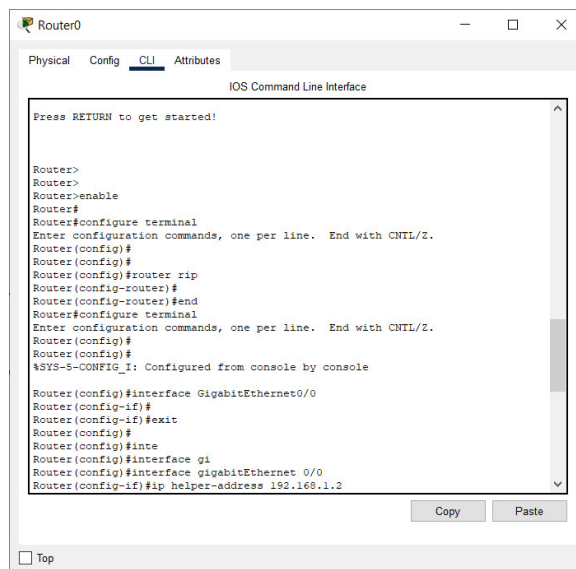 Router0
Physical Config CLI Attributes
IOS Command Line Interface
Press RETURN to get started!
Router>
Router>
Router>enable
Router#
Router#configure terminal
Enter configuration commands, one per line. End with CNTL/Z.
Router(config)#
Router(config)#
Router(config)#router rip
Router(config-router)#
Router(config-router)#end
Router#configure terminal
Enter configuration commands, one per line. End with CNTL/Z.
Router(config)#
Router(config)#
%SYS-5-CONFIG_I: Configured from console by console
Router(config)#interface GigabitEthernet0/0
Router(config-if)#
Router(config-if)#exit
Router(config)#
Router(config)#inte
Router(config)#interface gi
Router(config)#interface gigabitEthernet 0/0
Router(config-if)#ip helper-address 192.168.1.2
Copy Paste
Top